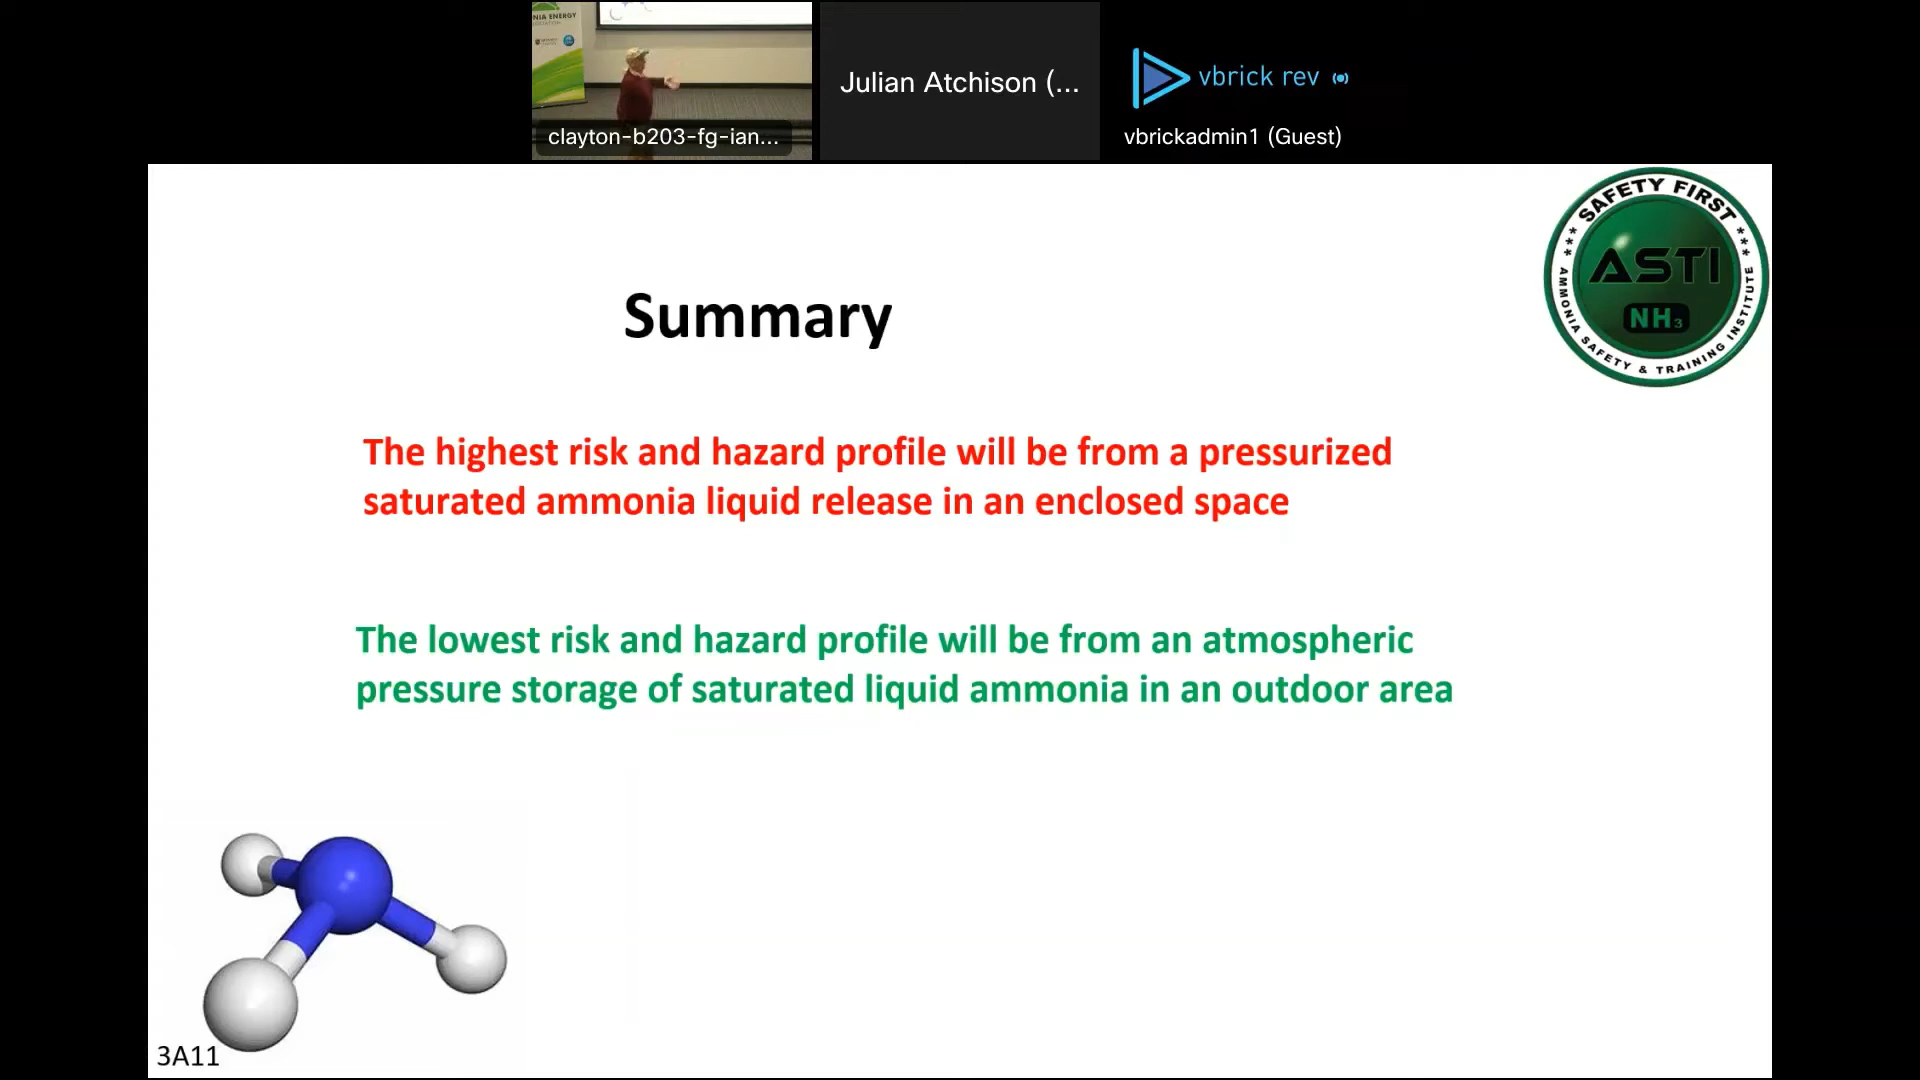 NIA ENERGY
clayton-b203-fg-ian...
Julian Atchison (...
vbrick rev
vbrickadmin1 (Guest)
SAFETY FIRST
ASTI
NH₃
AMMONIA SAFETY & TRAINING INSTITUTE
Summary
The highest risk and hazard profile will be from a pressurized
saturated ammonia liquid release in an enclosed space
The lowest risk and hazard profile will be from an atmospheric
pressure storage of saturated liquid ammonia in an outdoor area
3A11